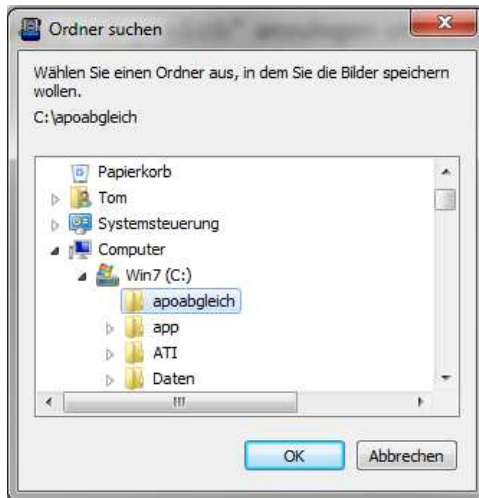 Ordner suchen
Wählen Sie einen Ordner aus, in dem Sie die Bilder speichern
wollen.
C:\apoabgleich
Papierkorb
Tom
Systemsteuerung
Computer
Win7 (C:)
apoabgleich
app
ATI
Daten
OK
Abbrechen